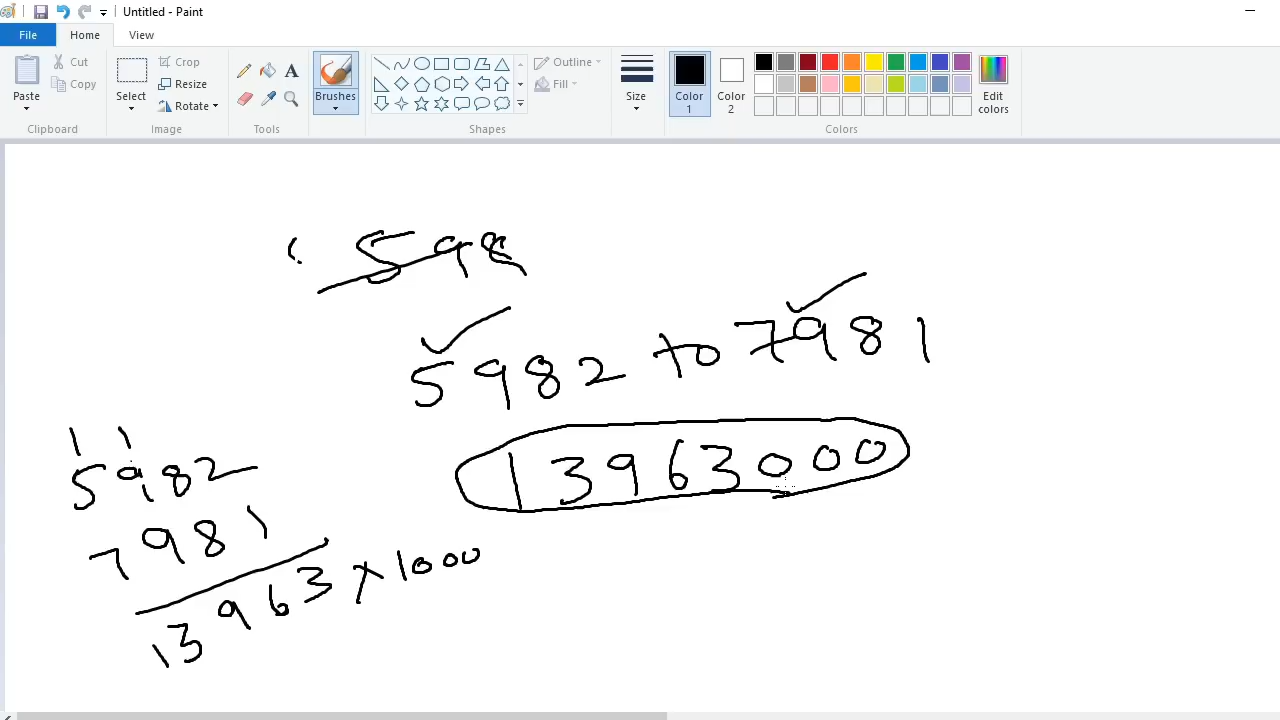 Untitled - Paint
File Home View
Paste Cut Copy Select Crop Resize Rotate Brushes Outline Fill Size Color 1 Color 2 Edit colors
Clipboard Image Tools Shapes Colors
598
5982 to 7981
13963000
1 1
5982
7981
13963 x 1000